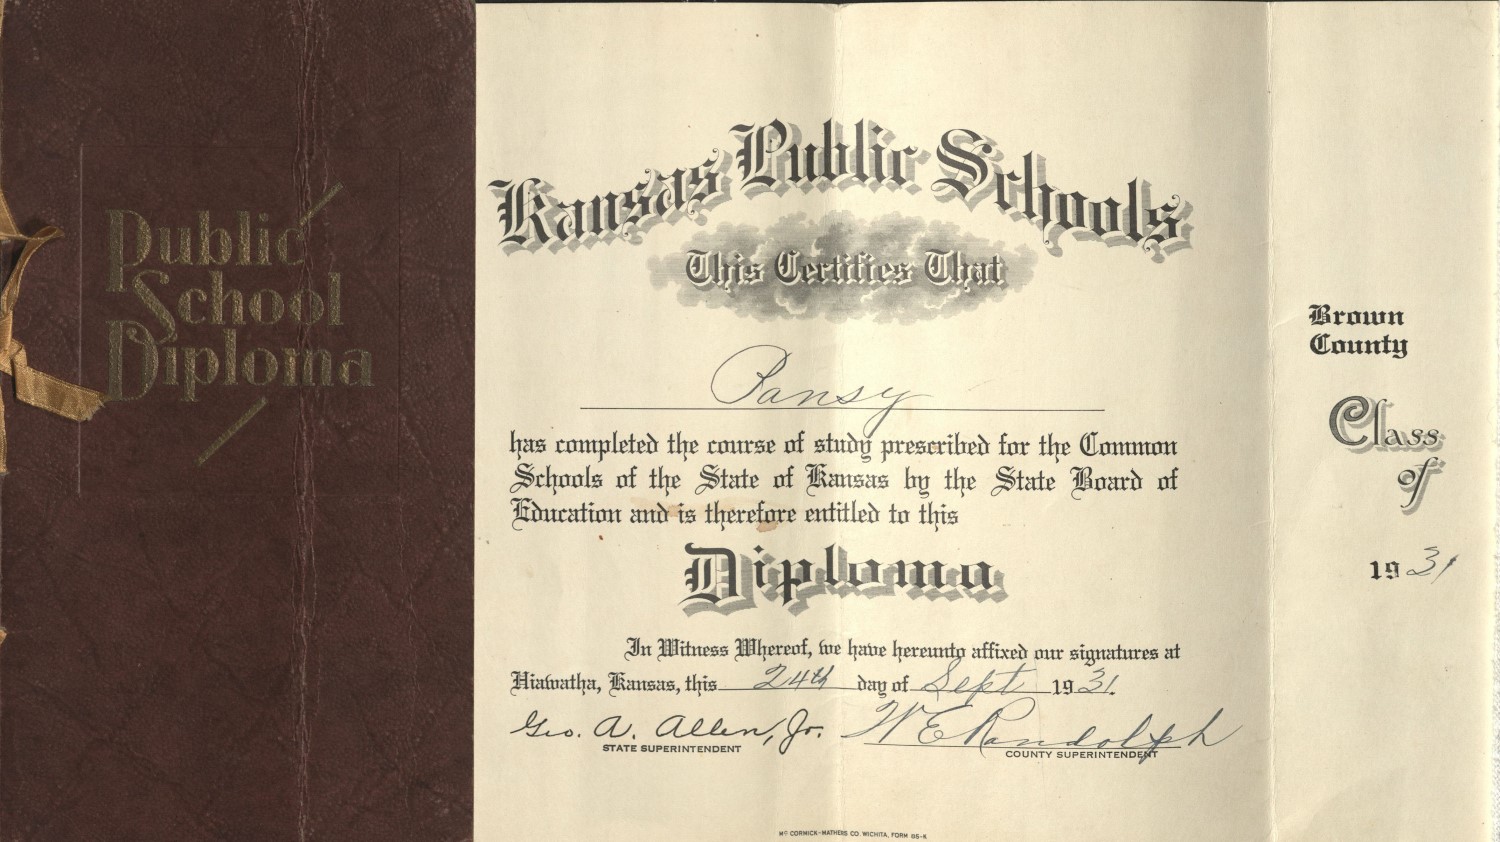 Public
School
Diploma
Kansas Public Schools
This Certifies That
Pansy
has completed the course of study prescribed for the Common
Schools of the State of Kansas by the State Board of
Education and is therefore entitled to this
Diploma
In Witness Whereof, we have hereunto affixed our signatures at
Hiawatha, Kansas, this 24th day of Sept 1931.
Geo. A. Allen, Jr. W E Randolph
STATE SUPERINTENDENT COUNTY SUPERINTENDENT
MCCORMICK-MATHERS CO. WICHITA, FORM 86-K
Brown
County
Class
of
1931